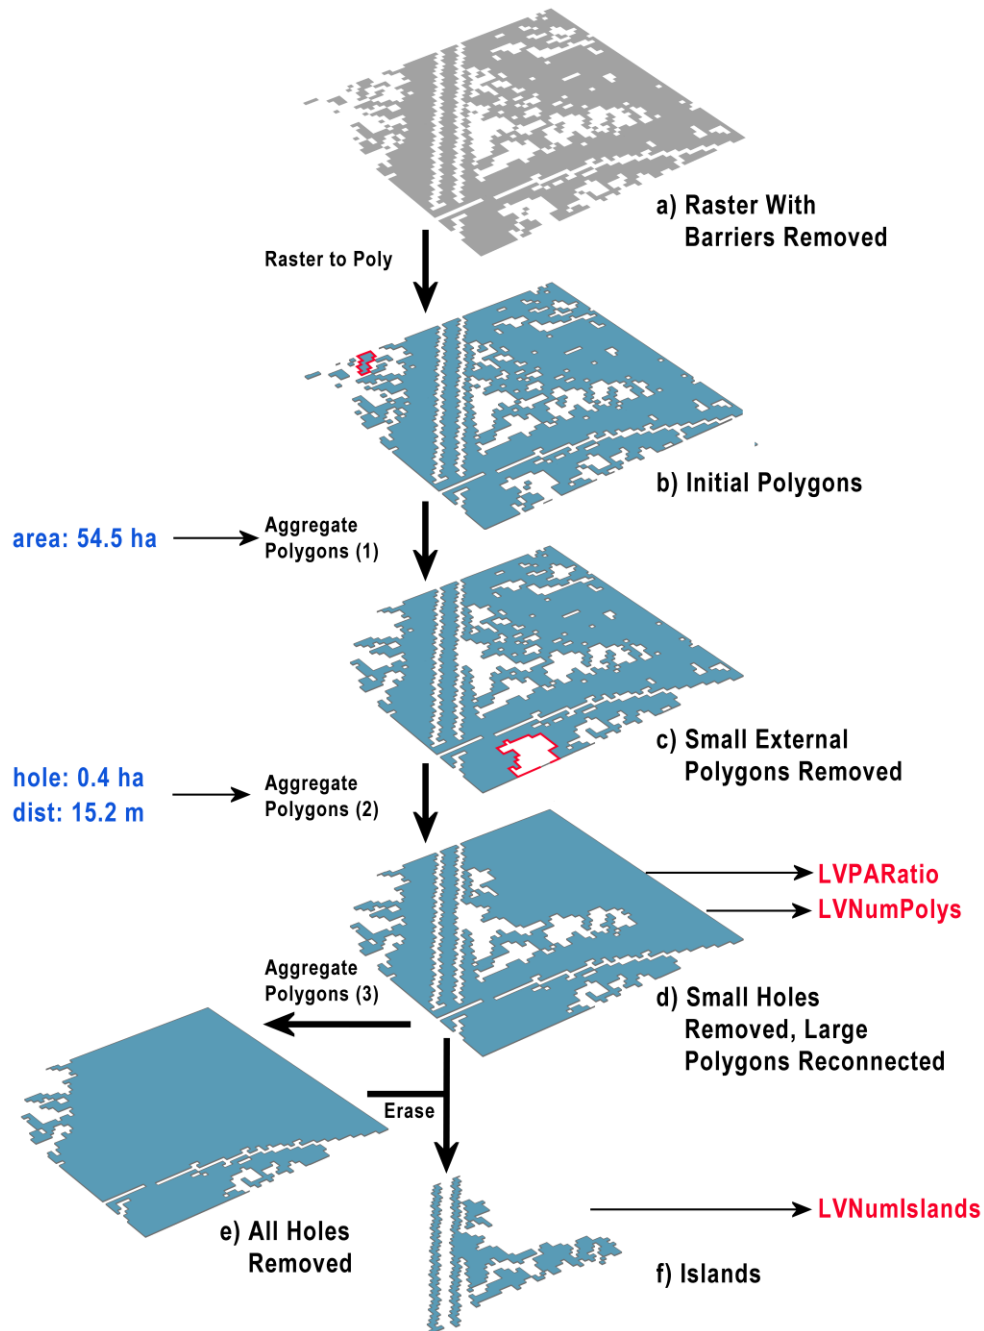 a) Raster With
Barriers Removed
Raster to Poly
b) Initial Polygons
area: 54.5 ha
Aggregate
Polygons (1)
c) Small External
Polygons Removed
hole: 0.4 ha
dist: 15.2 m
Aggregate
Polygons (2)
LVPARatio
LVNumPolys
Aggregate
Polygons (3)
d) Small Holes
Removed, Large
Polygons Reconnected
Erase
e) All Holes
Removed
LVNumIslands
f) Islands